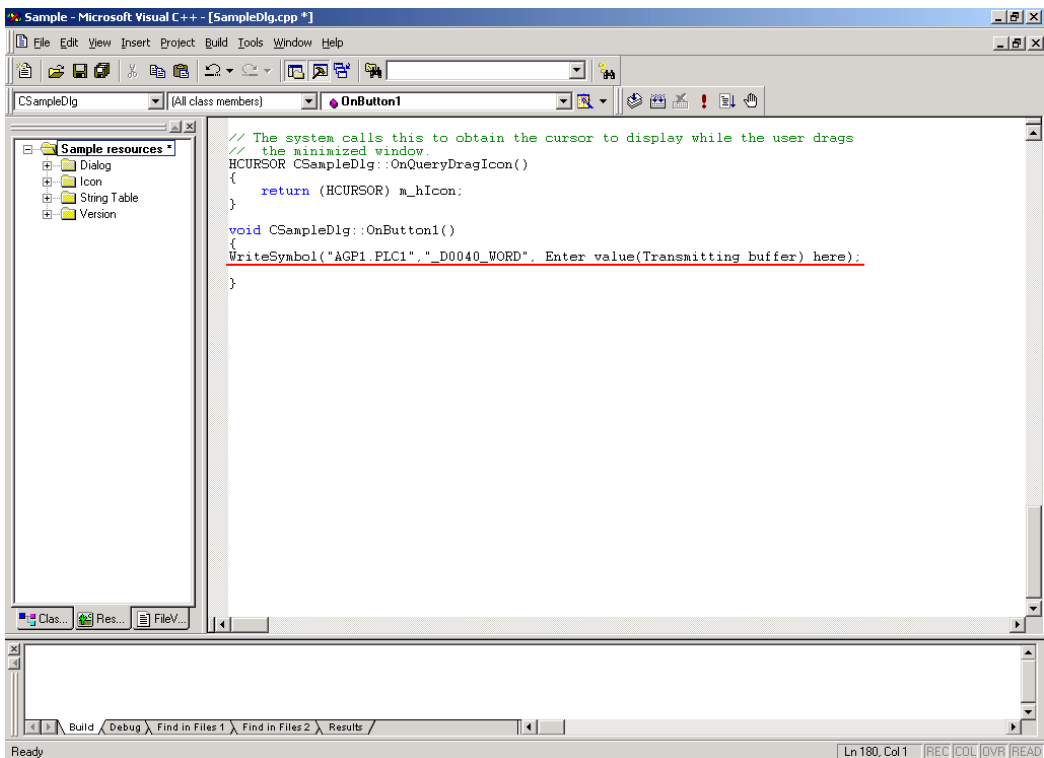 Sample - Microsoft Visual C++ - [SampleDlg.cpp *]
File Edit View Insert Project Build Tools Window Help
CSampleDlg (All class members) OnButton1
Sample resources *
Dialog
Icon
String Table
Version
// The system calls this to obtain the cursor to display while the user drags
//  the minimized window.
HCURSOR CSampleDlg::OnQueryDragIcon()
{
return (HCURSOR) m_hIcon;
}
void CSampleDlg::OnButton1()
{
WriteSymbol("AGP1.PLC1","_D0040_WORD", Enter value(Transmitting buffer) here);
}
Clas... Res... FileV...
Build Debug Find in Files 1 Find in Files 2 Results
Ready Ln 180, Col 1 REC COL OVR READ